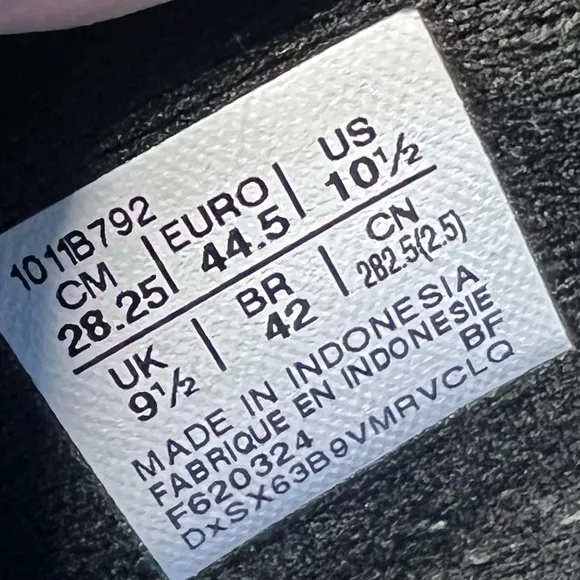 1011B792
CM | EURO | US
28.25 | 44.5 | 10½
UK | BR | CN
9½ | 42 | 282.5(2.5)
MADE IN INDONESIA
FABRIQUE EN INDONESIE
F620324 BF
DxSX63B9VMRVCLQ